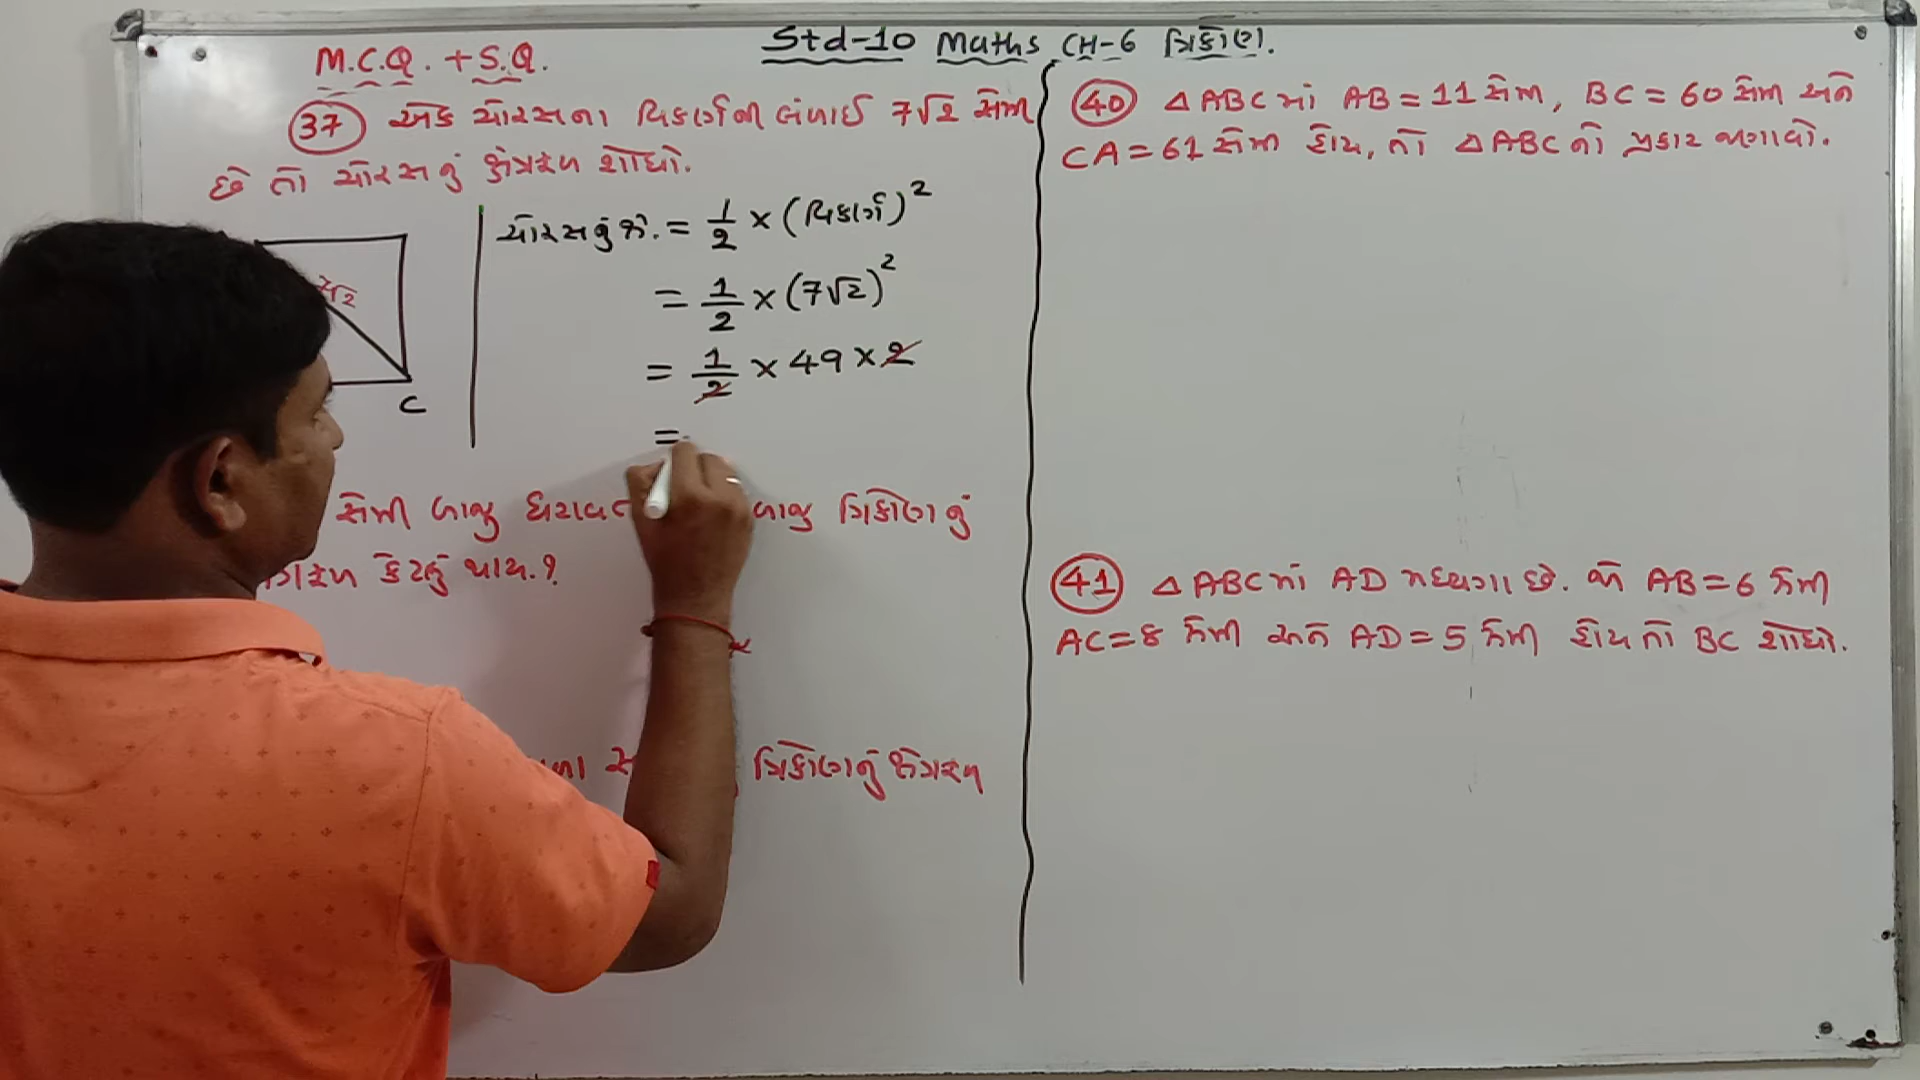 Std-10 Maths CH-6 ત્રિકોણ.
M.C.Q. + S.Q.
37 એક ચોરસના વિકર્ણની લંબાઈ 7√2 સેમી
છે તો ચોરસનું ક્ષેત્રફળ શોધો.
7√2
C
ચોરસનું ક્ષે. = 1/2 × (વિકર્ણ)²
= 1/2 × (7√2)²
= 1/2 × 49 × 2
=
સેમી બાજુ બાજુ ત્રિકોણનું
કેટલું થાય.?
ત્રિકોણનું ક્ષેત્રફળ
40 △ABC માં AB = 11 સેમી, BC = 60 સેમી અને
CA = 61 સેમી હોય, તો △ABC નો પ્રકાર જણાવો.
41 △ABC માં AD મધ્યગા છે. જો AB = 6 સેમી
AC = 8 સેમી અને AD = 5 સેમી હોય તો BC શોધો.